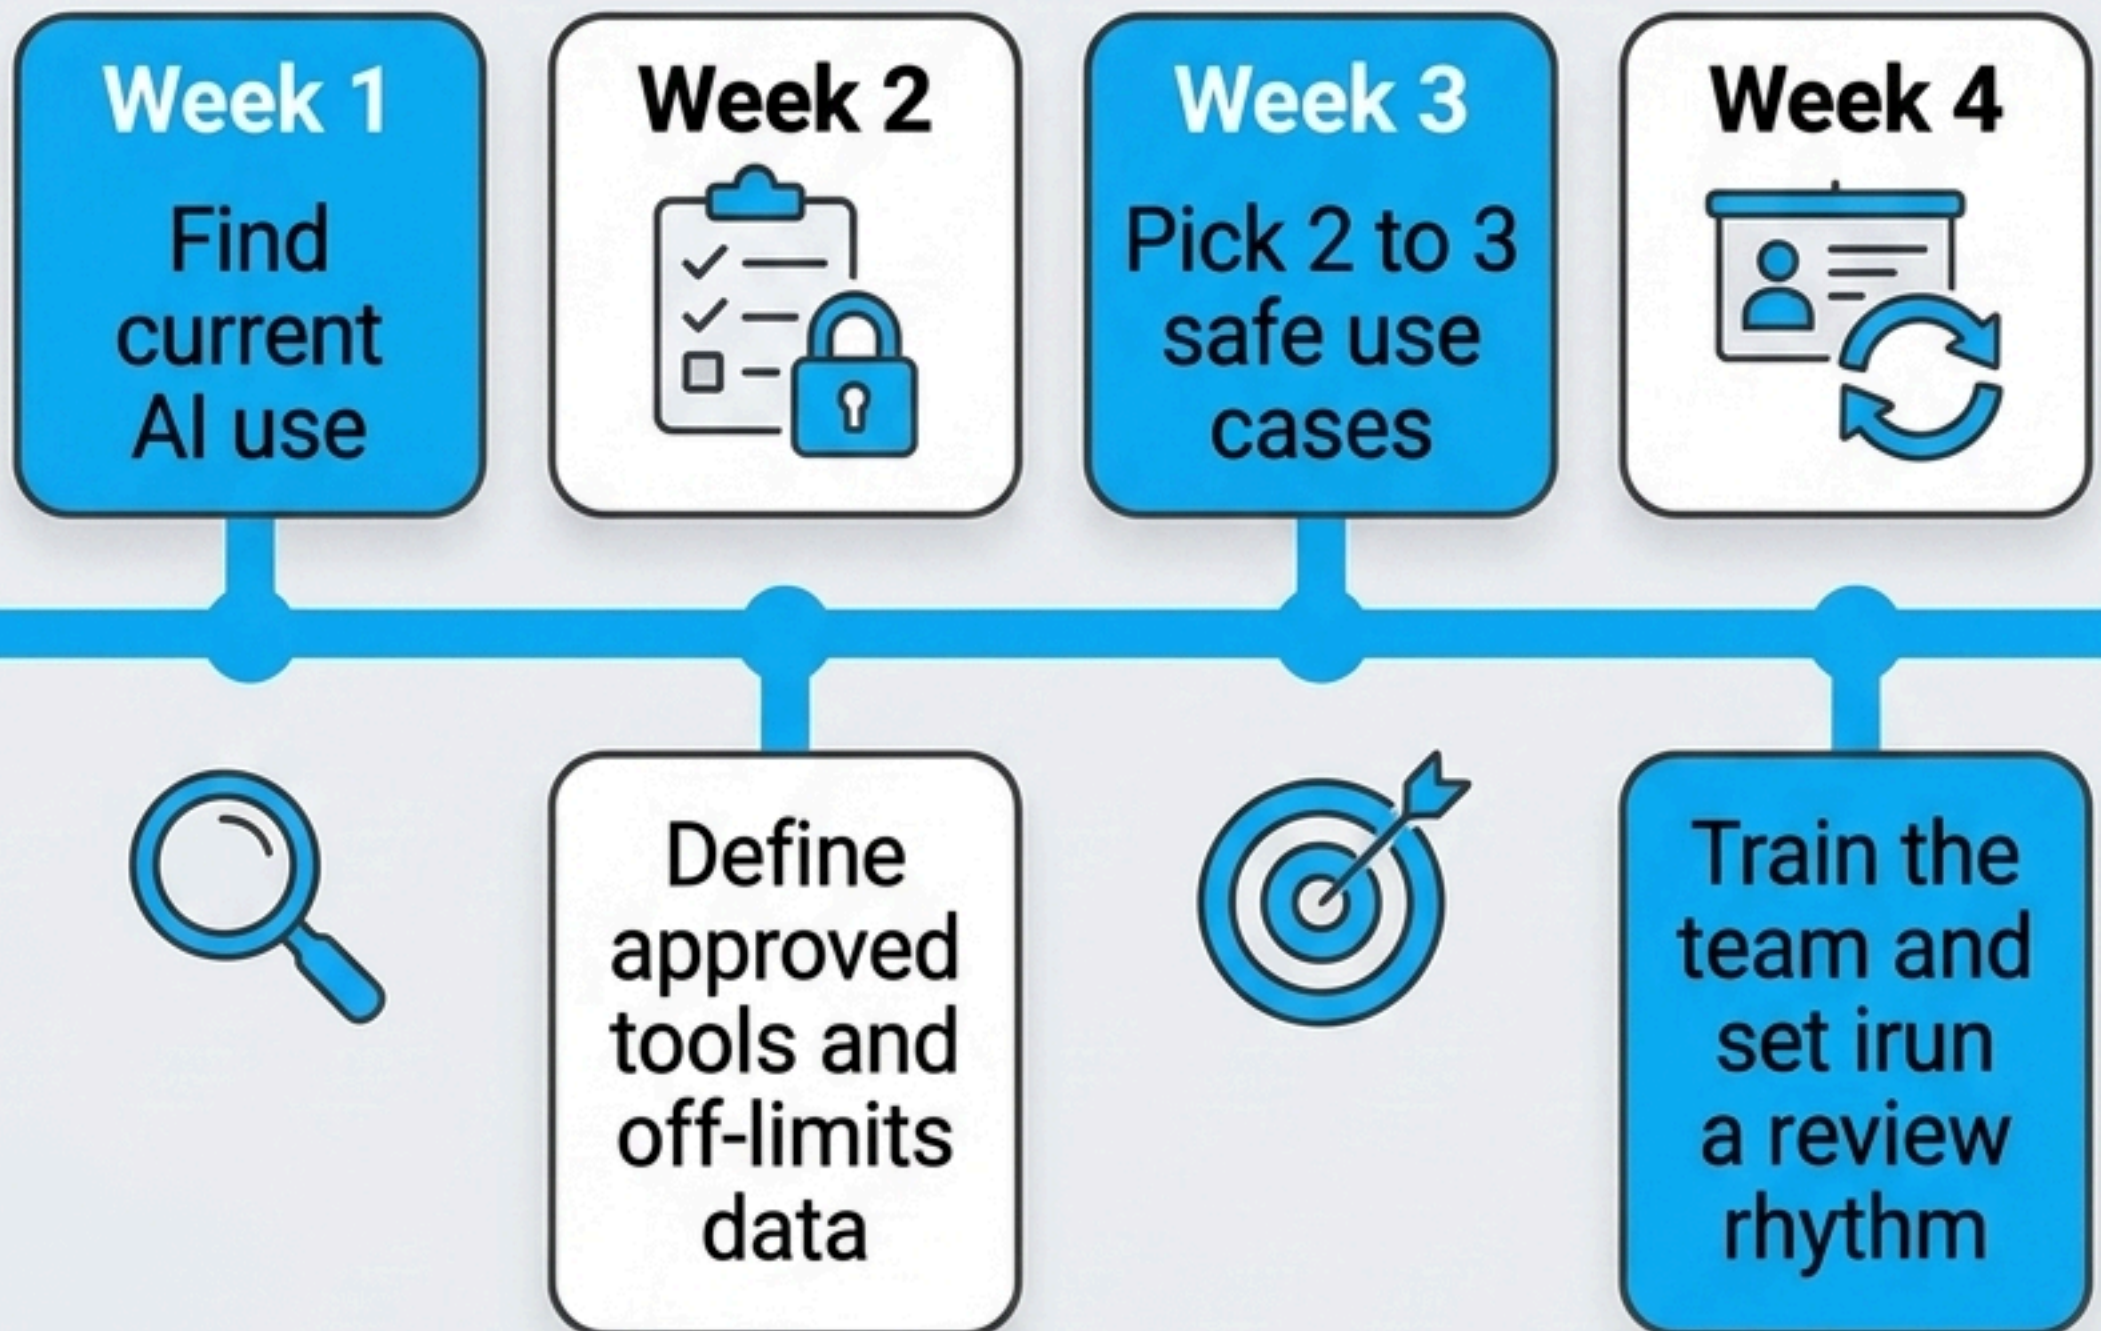 Week 1
Find
current
AI use
Week 2
Define
approved
tools and
off-limits
data
Week 3
Pick 2 to 3
safe use
cases
Week 4
Train the
team and
set irun
a review
rhythm